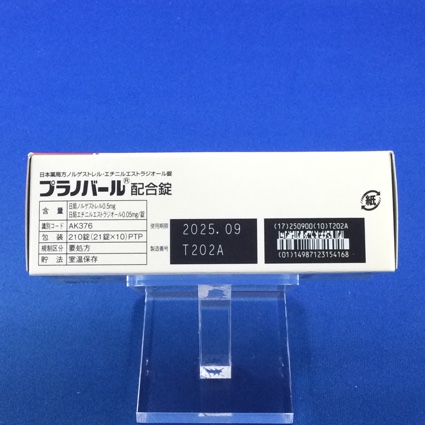 日本薬局方ノルゲストレル・エチニルエストラジオール錠
プラノバール®配合錠
含量 日局ノルゲストレル0.5mg
日局エチニルエストラジオール0.05mg/錠
識別コード AK376
包装 210錠(21錠×10)PTP
規制区分 要処方
貯法 室温保存
使用期限 2025.09
製造番号 T202A
(17)250900(10)T202A
(01)14987123154168
紙